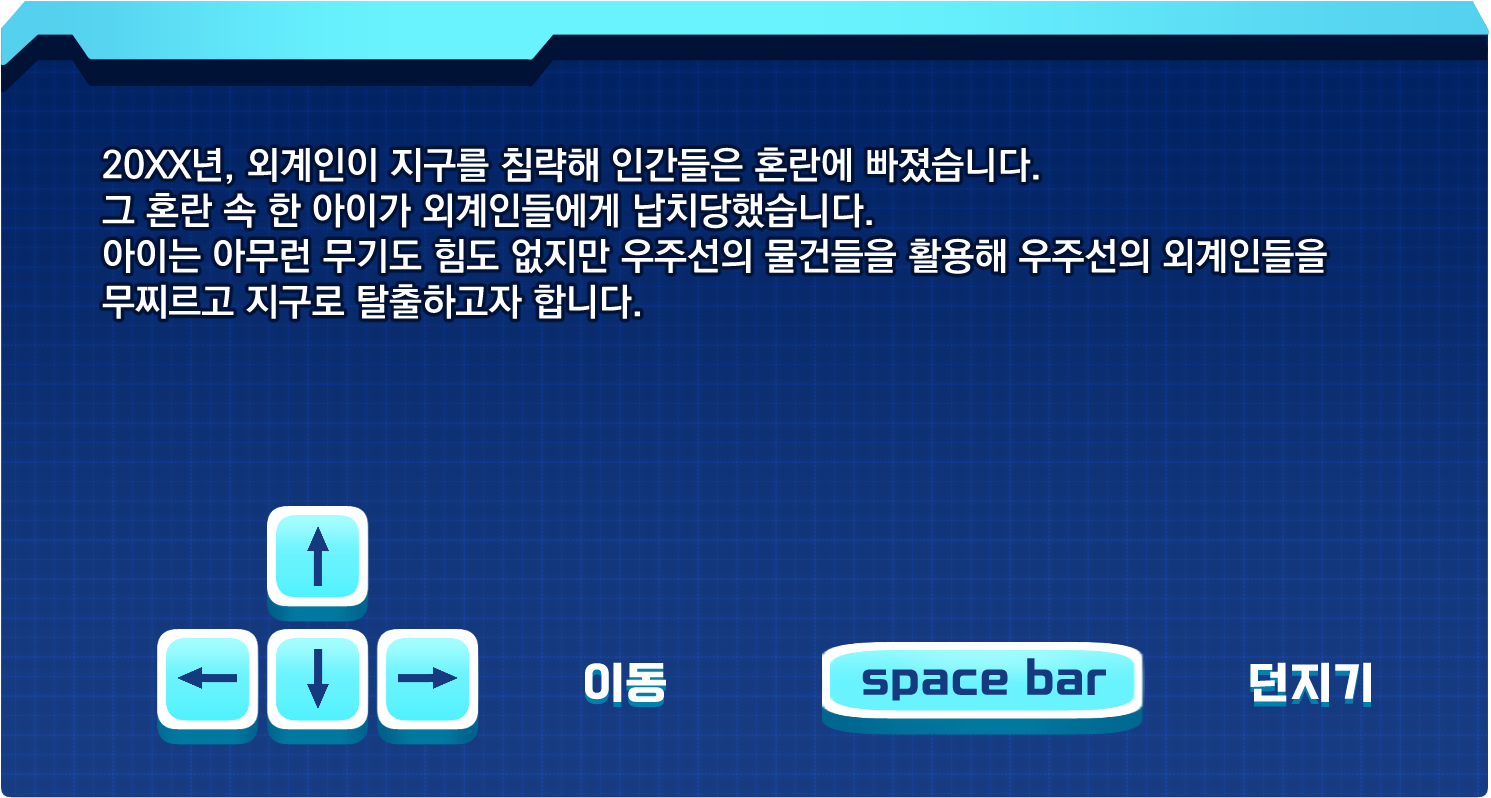 20XX년, 외계인이 지구를 침략해 인간들은 혼란에 빠졌습니다.
그 혼란 속 한 아이가 외계인들에게 납치당했습니다.
아이는 아무런 무기도 힘도 없지만 우주선의 물건들을 활용해 우주선의 외계인들을
무찌르고 지구로 탈출하고자 합니다.
↑
← ↓ → 이동 space bar 던지기